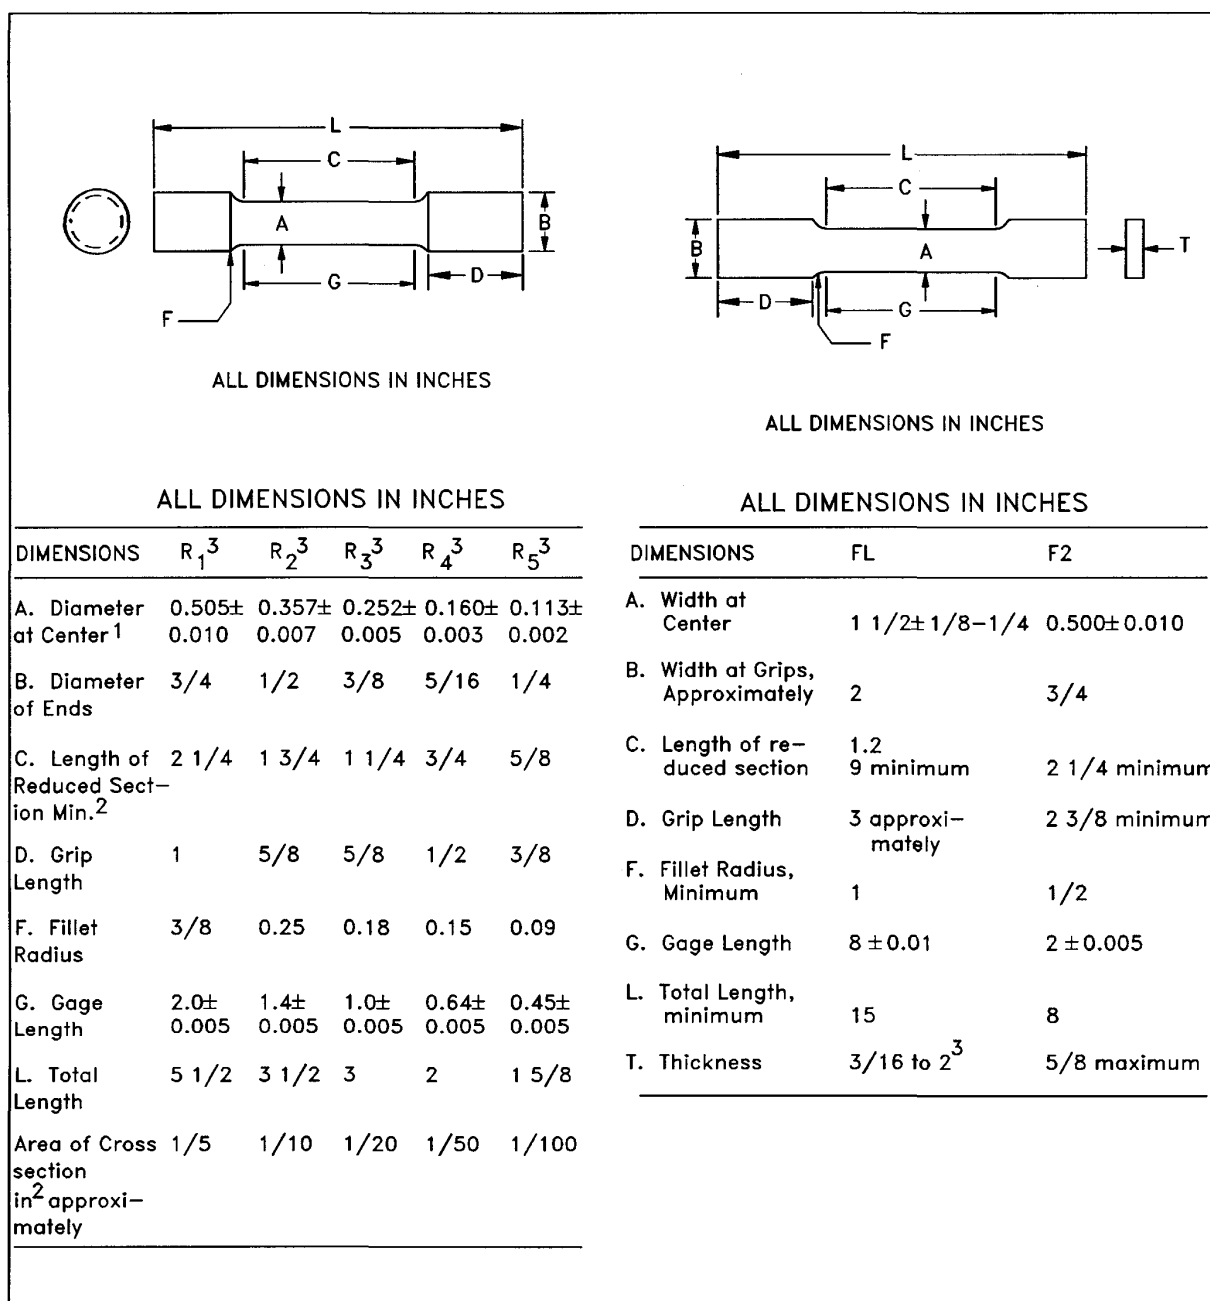 L
C
A
B
D
G
F
ALL DIMENSIONS IN INCHES
L
C
B
A
T
D
G
F
ALL DIMENSIONS IN INCHES
ALL DIMENSIONS IN INCHES
DIMENSIONS R₁³ R₂³ R₃³ R₄³ R₅³
A. Diameter 0.505± 0.357± 0.252± 0.160± 0.113±
at Center¹ 0.010 0.007 0.005 0.003 0.002
B. Diameter 3/4 1/2 3/8 5/16 1/4
of Ends
C. Length of 2 1/4 1 3/4 1 1/4 3/4 5/8
Reduced Sect-
ion Min.²
D. Grip 1 5/8 5/8 1/2 3/8
Length
F. Fillet 3/8 0.25 0.18 0.15 0.09
Radius
G. Gage 2.0± 1.4± 1.0± 0.64± 0.45±
Length 0.005 0.005 0.005 0.005 0.005
L. Total 5 1/2 3 1/2 3 2 1 5/8
Length
Area of Cross 1/5 1/10 1/20 1/50 1/100
section
in² approxi-
mately
ALL DIMENSIONS IN INCHES
DIMENSIONS FL F2
A. Width at
Center 1 1/2±1/8-1/4 0.500±0.010
B. Width at Grips,
Approximately 2 3/4
C. Length of re- 1.2
duced section 9 minimum 2 1/4 minimum
D. Grip Length 3 approxi- 2 3/8 minimum
mately
F. Fillet Radius,
Minimum 1 1/2
G. Gage Length 8±0.01 2±0.005
L. Total Length,
minimum 15 8
T. Thickness 3/16 to 2³ 5/8 maximum